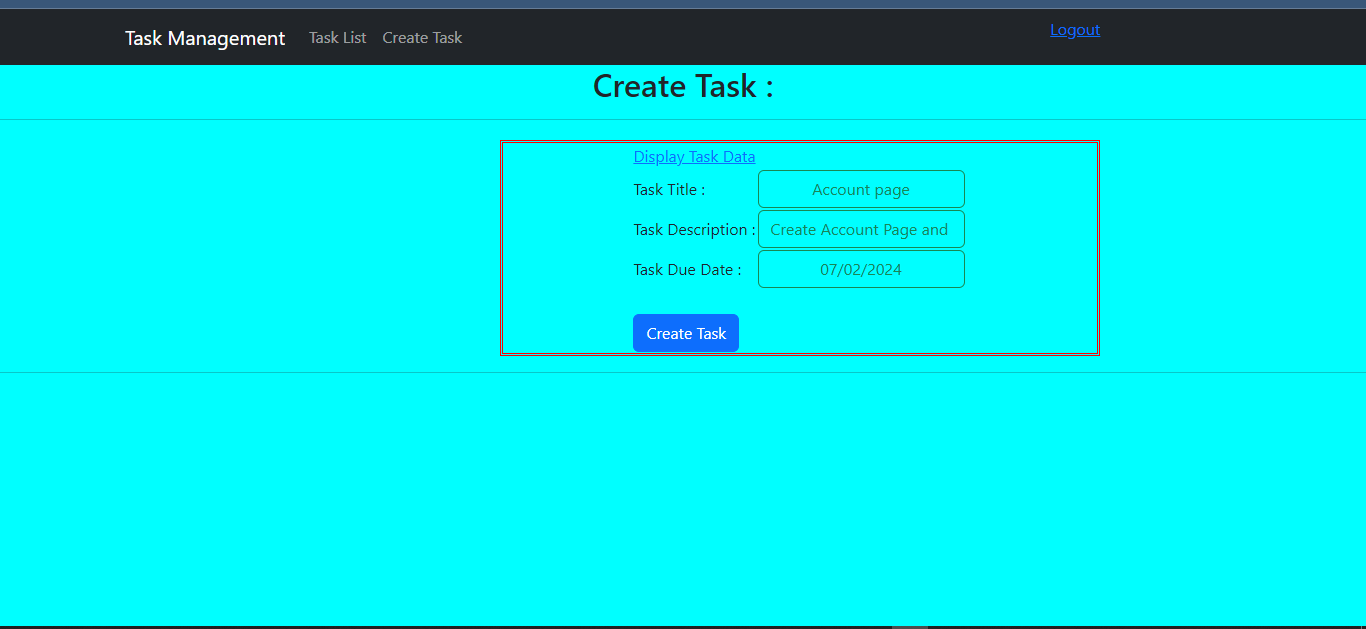 Task Management Task List Create Task Logout
Create Task :
Display Task Data
Task Title : Account page
Task Description : Create Account Page and
Task Due Date : 07/02/2024
Create Task